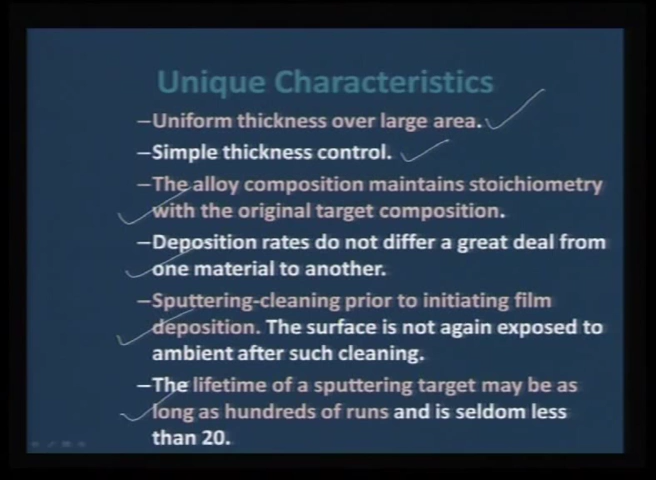 Unique Characteristics
–Uniform thickness over large area.
–Simple thickness control.
–The alloy composition maintains stoichiometry
with the original target composition.
–Deposition rates do not differ a great deal from
one material to another.
–Sputtering-cleaning prior to initiating film
deposition. The surface is not again exposed to
ambient after such cleaning.
–The lifetime of a sputtering target may be as
long as hundreds of runs and is seldom less
than 20.